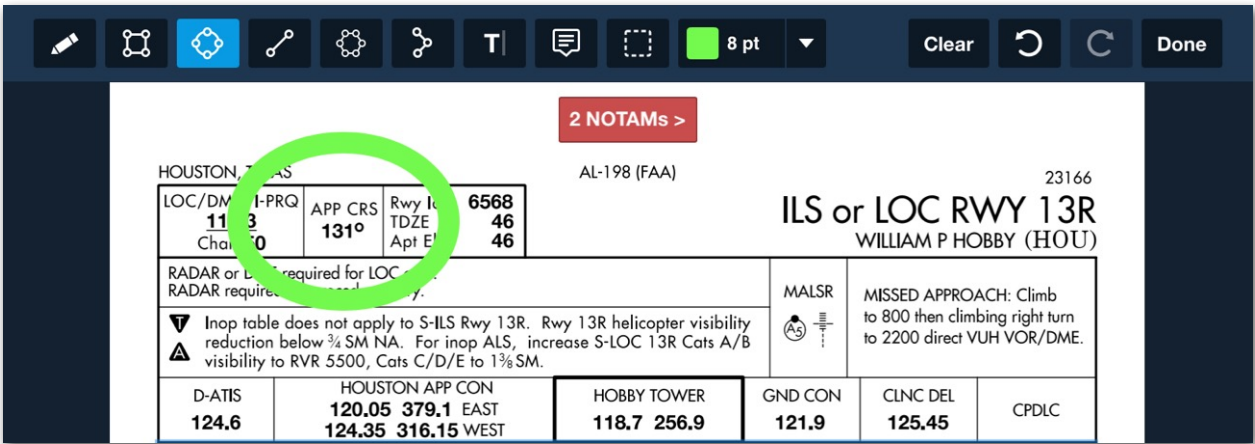 T
8 pt
Clear
Done
2 NOTAMs >
HOUSTON,
AL-198 (FAA)
23166
APP CRS
131°
Rwy
6568
TDZE
46
Apt
46
ILS or LOC RWY 13R
WILLIAM P HOBBY (HOU)
RADAR or required for LOC
RADAR
MALSR
A5
MISSED APPROACH: Climb
to 800 then climbing right turn
to 2200 direct VUH VOR/DME.
T
A
Inop table does not apply to S-ILS Rwy 13R. Rwy 13R helicopter visibility
reduction below ¾ SM NA. For inop ALS, increase S-LOC 13R Cats A/B
visibility to RVR 5500, Cats C/D/E to 1⅜ SM.
D-ATIS
124.6
HOUSTON APP CON
120.05 379.1 EAST
124.35 316.15 WEST
HOBBY TOWER
118.7 256.9
GND CON
121.9
CLNC DEL
125.45
CPDLC